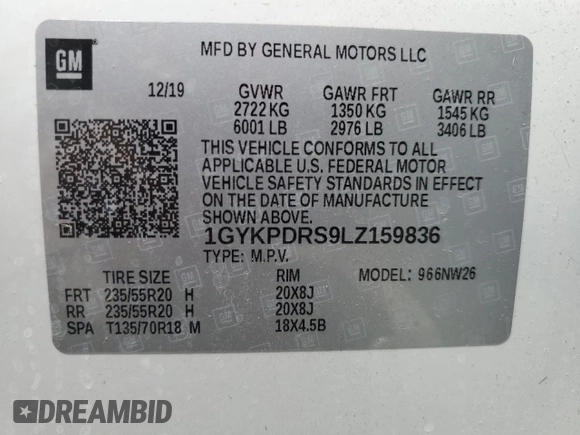 GM
MFD BY GENERAL MOTORS LLC
12/19 GVWR GAWR FRT GAWR RR
2722 KG 1350 KG 1545 KG
6001 LB 2976 LB 3406 LB
THIS VEHICLE CONFORMS TO ALL
APPLICABLE U.S. FEDERAL MOTOR
VEHICLE SAFETY STANDARDS IN EFFECT
ON THE DATE OF MANUFACTURE
SHOWN ABOVE.
1GYKPDRS9LZ159836
TYPE: M.P.V. MODEL: 966NW26
TIRE SIZE RIM
FRT 235/55R20 H 20X8J
RR 235/55R20 H 20X8J
SPA T135/70R18 M 18X4.5B
DREAMBID